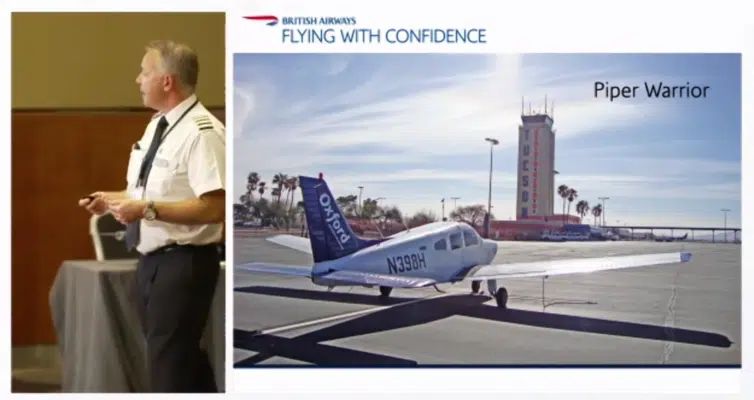 BRITISH AIRWAYS
FLYING WITH CONFIDENCE
Piper Warrior
TUCSON
Oxford
N398H